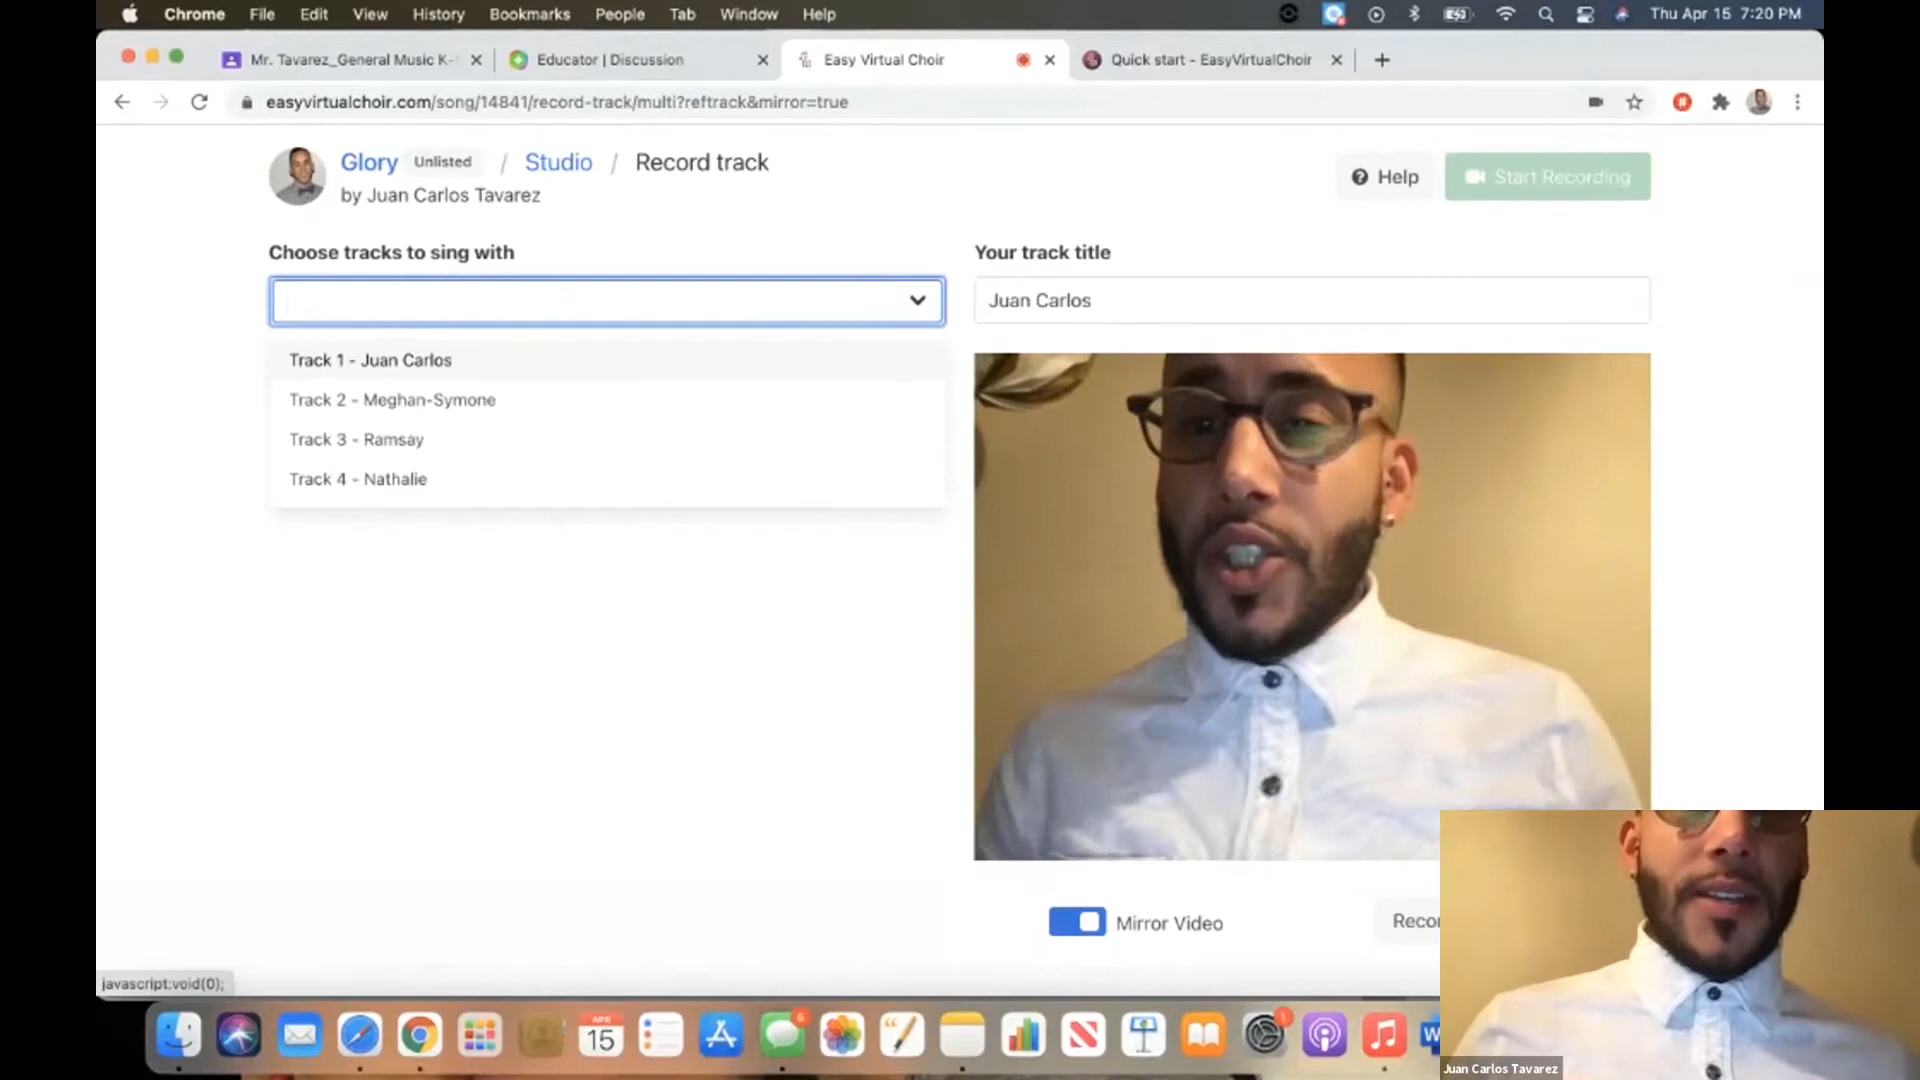 Chrome File Edit View History Bookmarks People Tab Window Help Thu Apr 15 7:20 PM
Mr. Tavarez_General Music K- Educator | Discussion Easy Virtual Choir Quick start - EasyVirtualChoir
easyvirtualchoir.com/song/14841/record-track/multi?reftrack&mirror=true
Glory Unlisted / Studio / Record track
by Juan Carlos Tavarez
Help Start Recording
Choose tracks to sing with
Your track title
Juan Carlos
Track 1 - Juan Carlos
Track 2 - Meghan-Symone
Track 3 - Ramsay
Track 4 - Nathalie
Mirror Video
javascript:void(0);
6
APR
15
1
W
Juan Carlos Tavarez